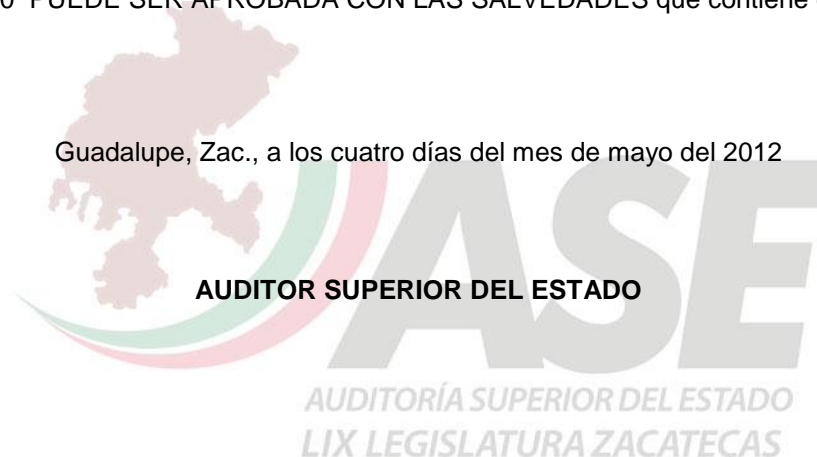 0 PUEDE SER APROBADA CON LAS SALVEDADES que contiene
Guadalupe, Zac., a los cuatro días del mes de mayo del 2012
AUDITOR SUPERIOR DEL ESTADO
ASE
AUDITORÍA SUPERIOR DEL ESTADO
LIX LEGISLATURA ZACATECAS